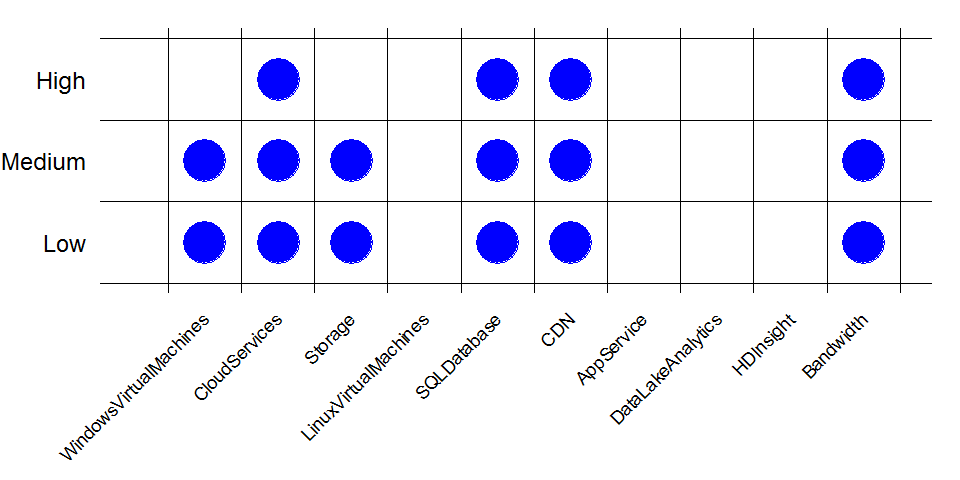 High
Medium
Low
WindowsVirtualMachines
CloudServices
Storage
LinuxVirtualMachines
SQLDatabase
CDN
AppService
DataLakeAnalytics
HDInsight
Bandwidth